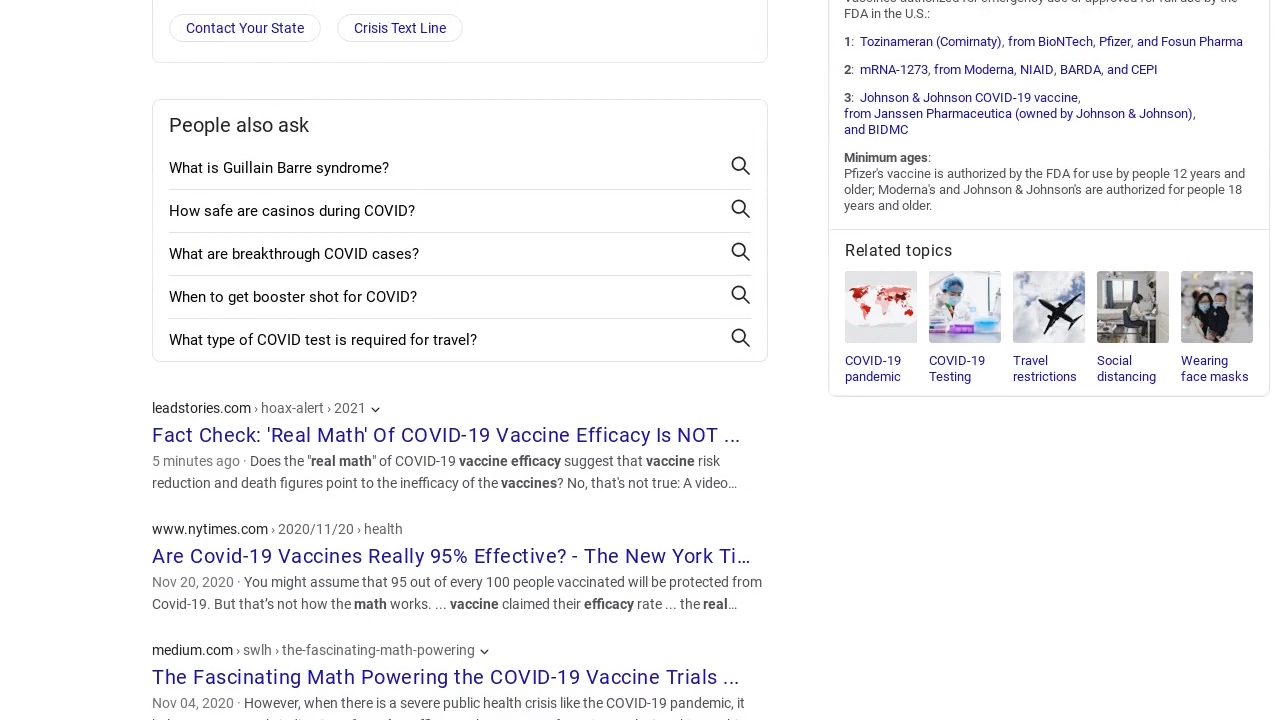 Contact Your State
Crisis Text Line
People also ask
What is Guillain Barre syndrome?
How safe are casinos during COVID?
What are breakthrough COVID cases?
When to get booster shot for COVID?
What type of COVID test is required for travel?
leadstories.com › hoax-alert › 2021
Fact Check: 'Real Math' Of COVID-19 Vaccine Efficacy Is NOT ...
5 minutes ago · Does the "real math" of COVID-19 vaccine efficacy suggest that vaccine risk
reduction and death figures point to the inefficacy of the vaccines? No, that's not true: A video...
www.nytimes.com › 2020/11/20 › health
Are Covid-19 Vaccines Really 95% Effective? - The New York Ti...
Nov 20, 2020 · You might assume that 95 out of every 100 people vaccinated will be protected from
Covid-19. But that's not how the math works. ... vaccine claimed their efficacy rate ... the real...
medium.com › swlh › the-fascinating-math-powering
The Fascinating Math Powering the COVID-19 Vaccine Trials ...
Nov 04, 2020 · However, when there is a severe public health crisis like the COVID-19 pandemic, it
FDA in the U.S.:
1: Tozinameran (Comirnaty), from BioNTech, Pfizer, and Fosun Pharma
2: mRNA-1273, from Moderna, NIAID, BARDA, and CEPI
3: Johnson & Johnson COVID-19 vaccine,
from Janssen Pharmaceutica (owned by Johnson & Johnson),
and BIDMC
Minimum ages:
Pfizer's vaccine is authorized by the FDA for use by people 12 years and
older; Moderna's and Johnson & Johnson's are authorized for people 18
years and older.
Related topics
COVID-19
pandemic
COVID-19
Testing
Travel
restrictions
Social
distancing
Wearing
face masks